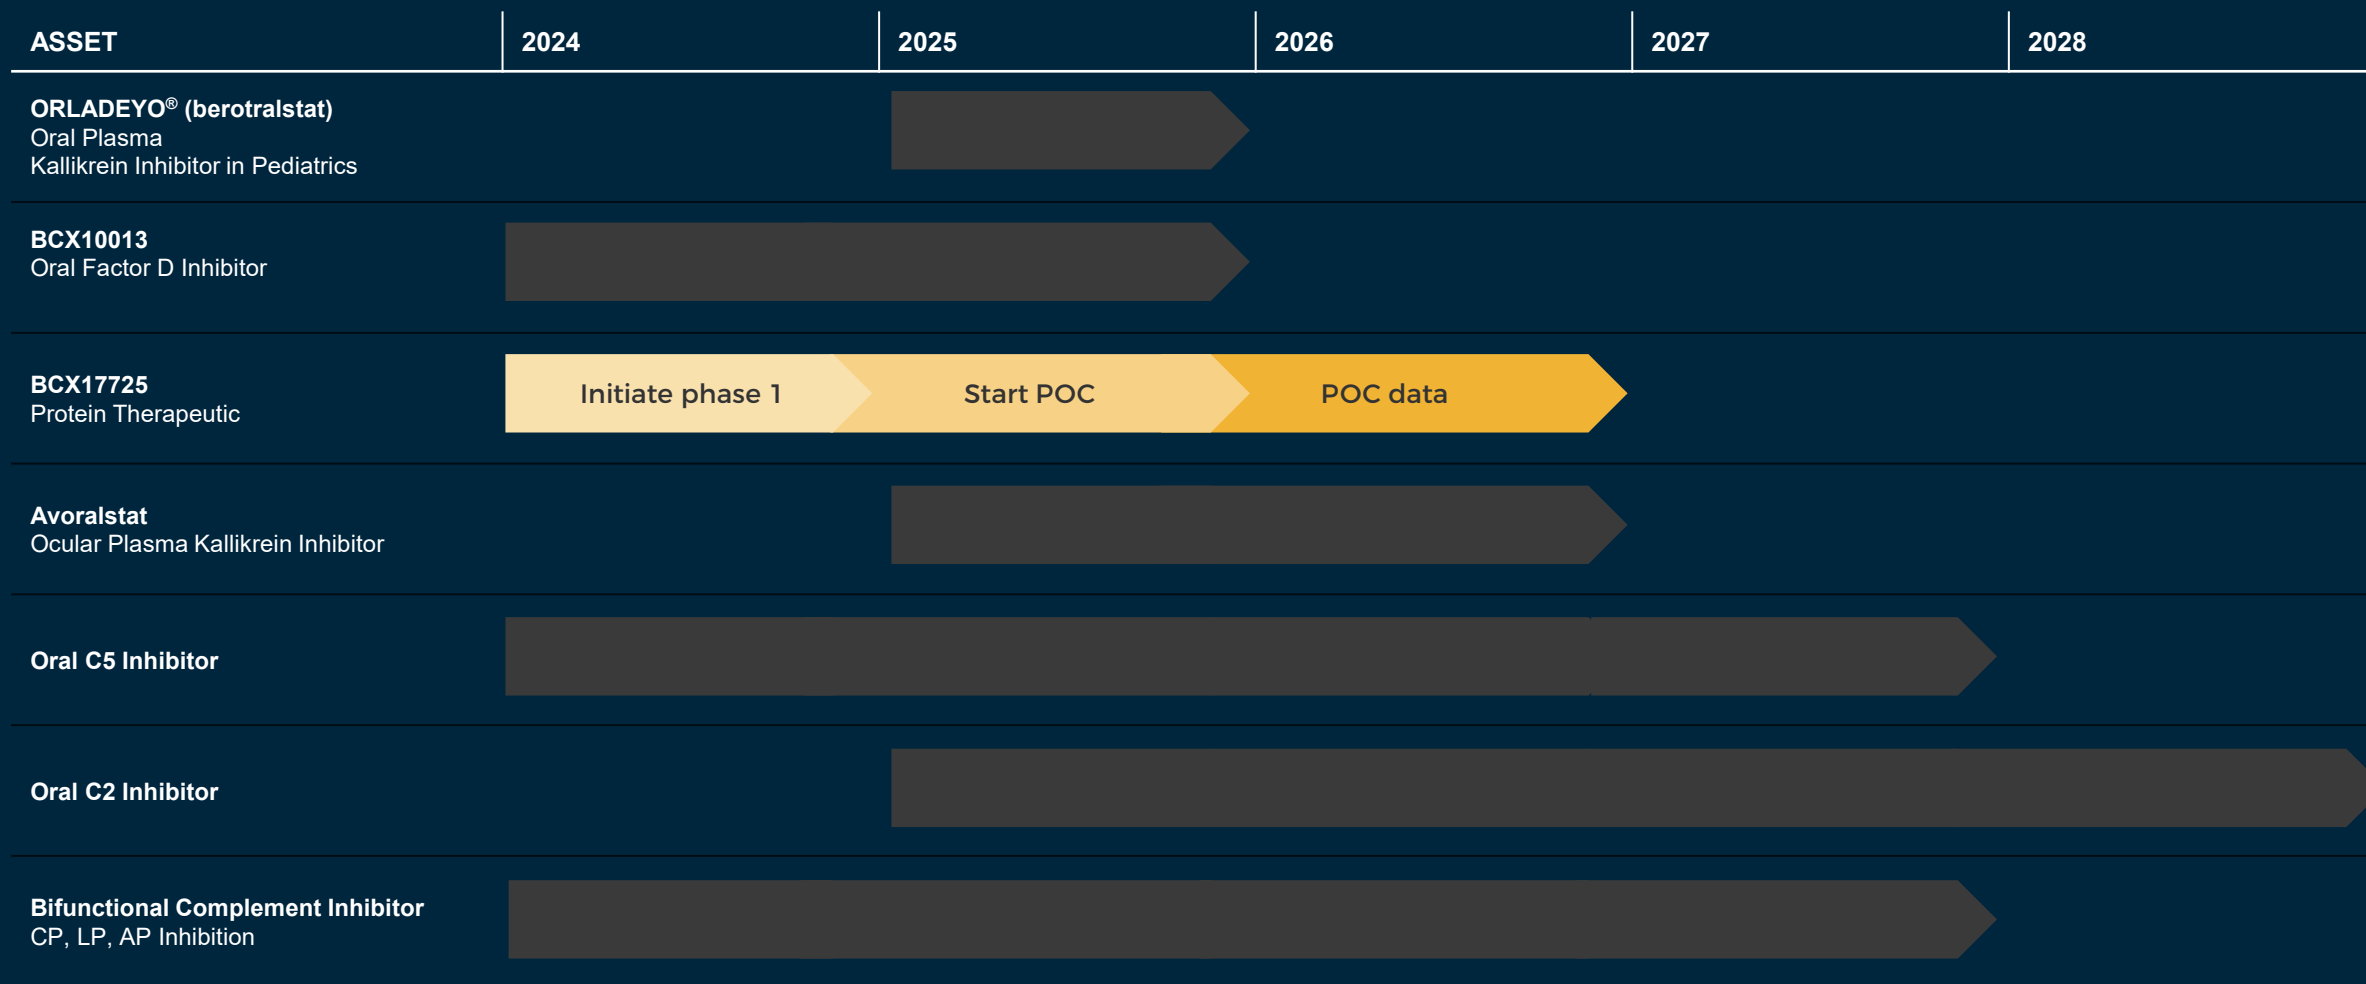 ASSET
2024
2025
2026
2027
2028
ORLADEYO® (berotralstat)
Oral Plasma
Kallikrein Inhibitor in Pediatrics
BCX10013
Oral Factor D Inhibitor
BCX17725
Protein Therapeutic
Initiate phase 1
Start POC
POC data
Avoralstat
Ocular Plasma Kallikrein Inhibitor
Oral C5 Inhibitor
Oral C2 Inhibitor
Bifunctional Complement Inhibitor
CP, LP, AP Inhibition